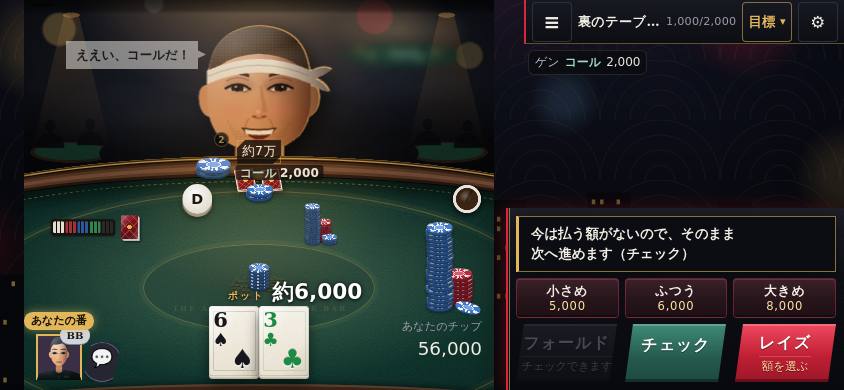 ええい、コールだ！
2
約7万
コール 2,000
D
ポット 約6,000
あなたの番
BB
6
3
あなたのチップ
56,000
裏のテーブ… 1,000/2,000 目標 ▾
ゲン コール 2,000
今は払う額がないので、そのまま
次へ進めます（チェック）
小さめ
5,000
ふつう
6,000
大きめ
8,000
フォールド
チェックできます
チェック
レイズ
額を選ぶ